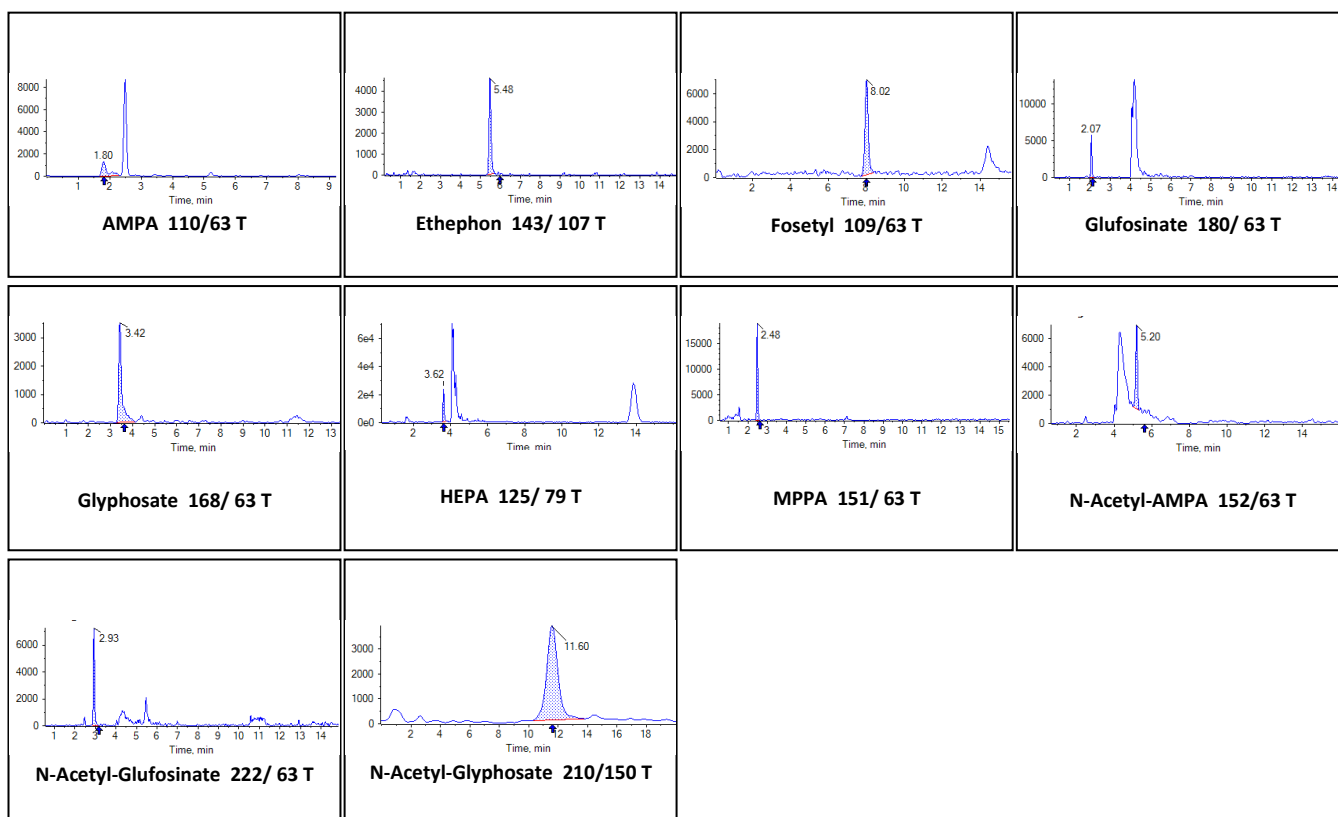 8000
6000
4000
2000
0
1.80
1 2 3 4 5 6 7 8 9
Time, min
AMPA 110/63 T
4000
3000
2000
1000
0
5.48
1 2 3 4 5 6 7 8 9 10 11 12 13 14
Time, min
Ethephon 143/ 107 T
6000
4000
2000
0
8.02
2 4 6 8 10 12 14
Time, min
Fosetyl 109/63 T
10000
5000
0
2.07
1 2 3 4 5 6 7 8 9 10 11 12 13 14
Time, min
Glufosinate 180/ 63 T
3000
2000
1000
0
3.42
1 2 3 4 5 6 7 8 9 10 11 12 13
Time, min
Glyphosate 168/ 63 T
6e4
4e4
2e4
0e0
3.62
2 4 6 8 10 12 14
Time, min
HEPA 125/ 79 T
15000
10000
5000
0
2.48
1 2 3 4 5 6 7 8 9 10 11 12 13 14 15
Time, min
MPPA 151/ 63 T
6000
4000
2000
0
5.20
2 4 6 8 10 12 14
Time, min
N-Acetyl-AMPA 152/63 T
6000
4000
2000
0
2.93
1 2 3 4 5 6 7 8 9 10 11 12 13 14
Time, min
N-Acetyl-Glufosinate 222/ 63 T
3000
2000
1000
0
11.60
2 4 6 8 10 12 14 16 18
Time, min
N-Acetyl-Glyphosate 210/150 T